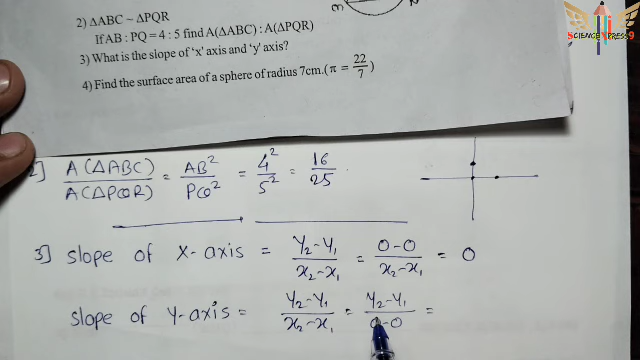 m
SCIENCEXPRESS9
2) ΔABC ~ ΔPQR
If AB : PQ = 4 : 5 find A(ΔABC) : A(ΔPQR)
3) What is the slope of 'x' axis and 'y' axis?
4) Find the surface area of a sphere of radius 7cm.(π = 22/7)
2] A(ΔABC)/A(ΔPQR) = AB²/PQ² = 4²/5² = 16/25
3] Slope of X-axis = Y₂-Y₁/x₂-x₁ = 0-0/x₂-x₁ = 0
Slope of Y-axis = Y₂-Y₁/x₂-x₁ = Y₂-Y₁/0-0 =